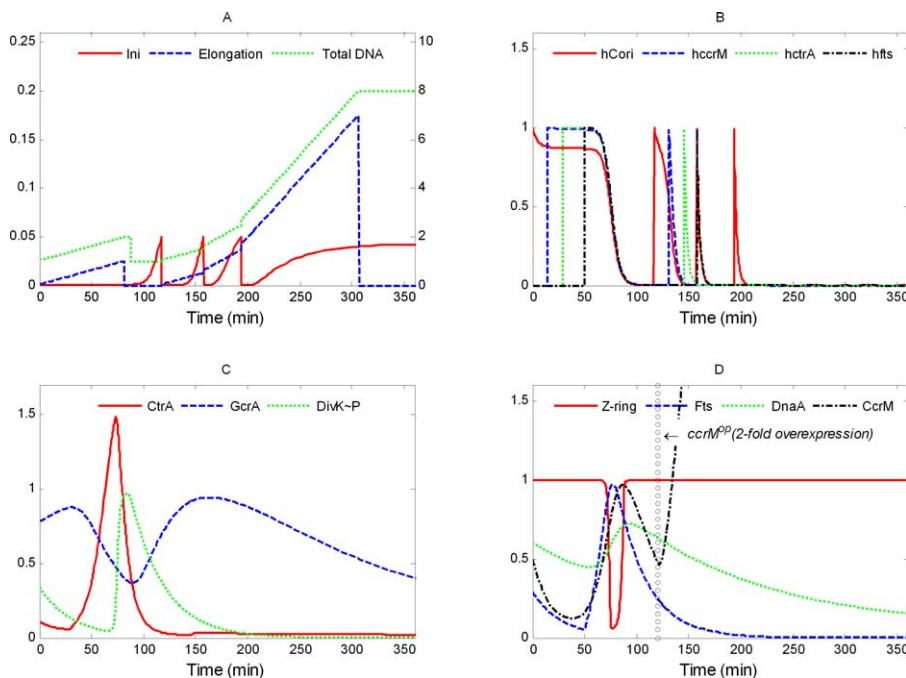 A
0.25
0.2
0.15
0.1
0.05
0
10
8
6
4
2
0
Ini Elongation Total DNA
0 50 100 150 200 250 300 350
Time (min)
B
1.5
1
0.5
0
hCori hccrM hctrA hfts
0 50 100 150 200 250 300 350
Time (min)
C
1.5
1
0.5
0
CtrA GcrA DivK~P
0 50 100 150 200 250 300 350
Time (min)
D
1.5
1
0.5
0
Z-ring Fts DnaA CcrM
← ccrM^op(2-fold overexpression)
0 50 100 150 200 250 300 350
Time (min)